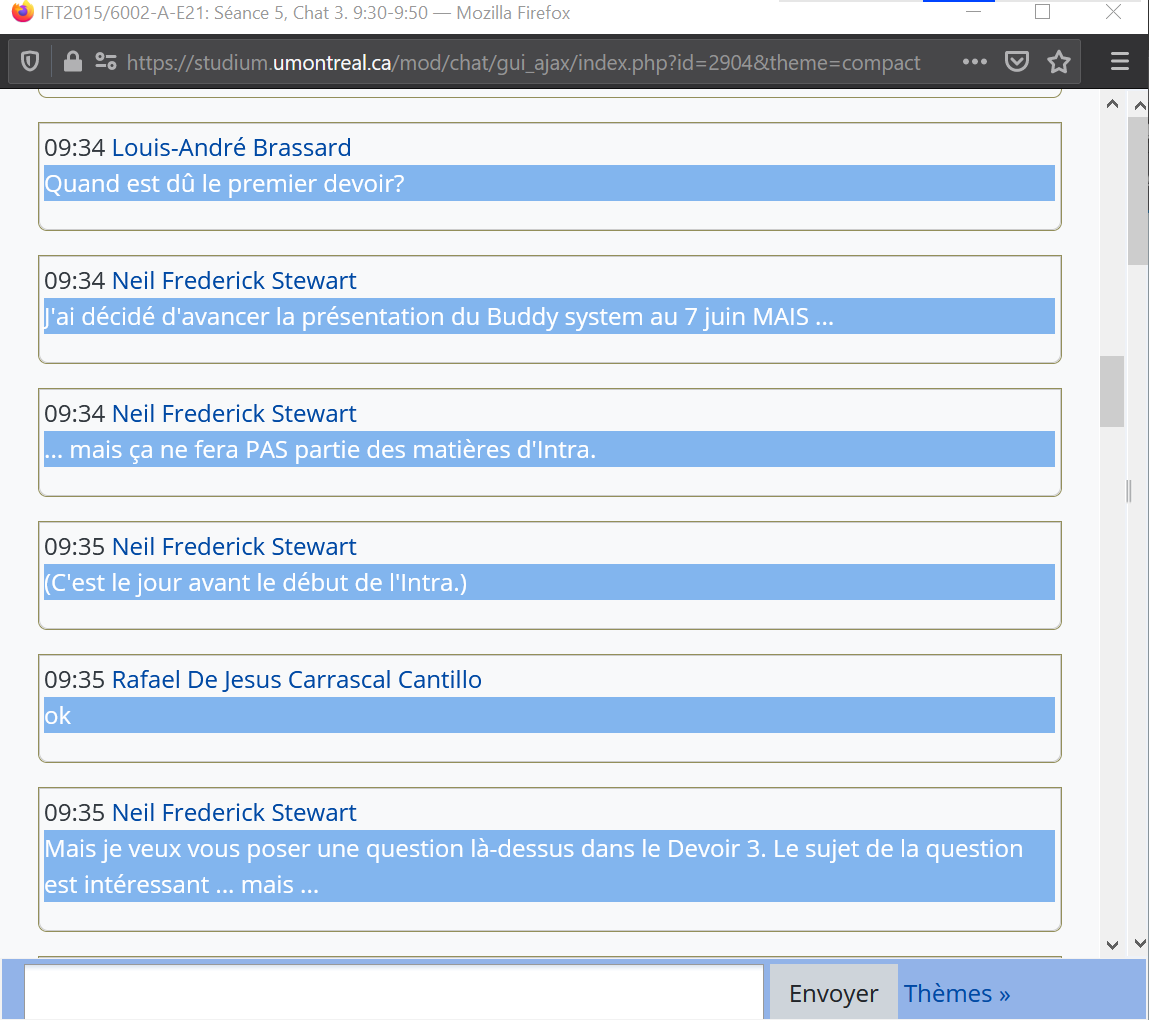 IFT2015/6002-A-E21: Séance 5, Chat 3. 9:30-9:50 — Mozilla Firefox
https://studium.umontreal.ca/mod/chat/gui_ajax/index.php?id=2904&theme=compact
09:34 Louis-André Brassard
Quand est dû le premier devoir?
09:34 Neil Frederick Stewart
J'ai décidé d'avancer la présentation du Buddy system au 7 juin MAIS ...
09:34 Neil Frederick Stewart
... mais ça ne fera PAS partie des matières d'Intra.
09:35 Neil Frederick Stewart
(C'est le jour avant le début de l'Intra.)
09:35 Rafael De Jesus Carrascal Cantillo
ok
09:35 Neil Frederick Stewart
Mais je veux vous poser une question là-dessus dans le Devoir 3. Le sujet de la question
est intéressant ... mais ...
Envoyer Thèmes »